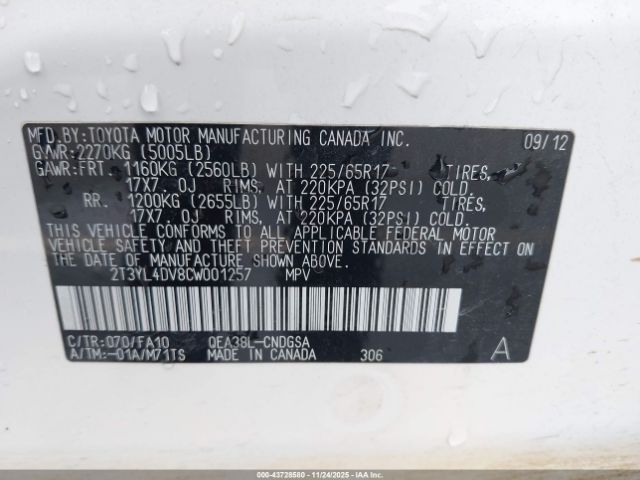 MFD.BY:TOYOTA MOTOR MANUFACTURING CANADA INC. 09/12
GVWR:2270KG (5005LB)
GAWR:FRT. 1160KG (2560LB) WITH 225/65R17 TIRES,
17X7. OJ RIMS, AT 220KPA (32PSI) COLD.
RR. 1200KG (2655LB) WITH 225/65R17 TIRES,
17X7. OJ RIMS, AT 220KPA (32PSI) COLD.
THIS VEHICLE CONFORMS TO ALL APPLICABLE FEDERAL MOTOR
VEHICLE SAFETY AND THEFT PREVENTION STANDARDS IN EFFECT ON
THE DATE OF MANUFACTURE SHOWN ABOVE.
2T3YL4DV8CW001257 MPV
C/TR:070/FA10 QEA38L-CNDGSA
A/TM:-01A/M71TS MADE IN CANADA 306 A
000-43728580 - 11/24/2025 - IAAI.CA